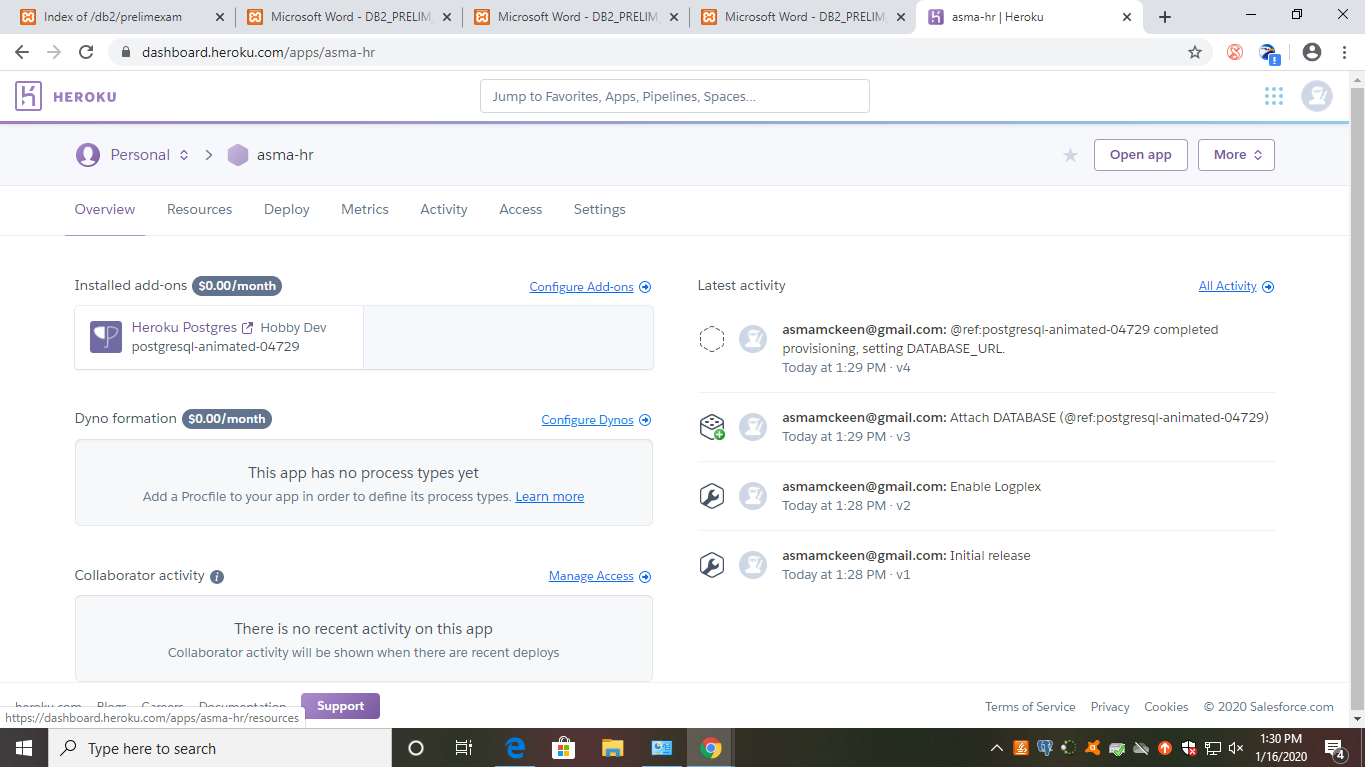 Index of /db2/prelimexam
Microsoft Word - DB2_PRELIM_
Microsoft Word - DB2_PRELIM_
Microsoft Word - DB2_PRELIM_
asma-hr | Heroku
dashboard.heroku.com/apps/asma-hr
HEROKU
Jump to Favorites, Apps, Pipelines, Spaces...
Personal
asma-hr
Open app
More
Overview
Resources
Deploy
Metrics
Activity
Access
Settings
Installed add-ons $0.00/month
Configure Add-ons
Heroku Postgres Hobby Dev
postgresql-animated-04729
Dyno formation $0.00/month
Configure Dynos
This app has no process types yet
Add a Procfile to your app in order to define its process types. Learn more
Collaborator activity
Manage Access
There is no recent activity on this app
Collaborator activity will be shown when there are recent deploys
Latest activity
All Activity
asmamckeen@gmail.com: @ref:postgresql-animated-04729 completed
provisioning, setting DATABASE_URL.
Today at 1:29 PM · v4
asmamckeen@gmail.com: Attach DATABASE (@ref:postgresql-animated-04729)
Today at 1:29 PM · v3
asmamckeen@gmail.com: Enable Logplex
Today at 1:28 PM · v2
asmamckeen@gmail.com: Initial release
Today at 1:28 PM · v1
heroku.com Blogs Careers Documentation
Support
Terms of Service
Privacy
Cookies
© 2020 Salesforce.com
https://dashboard.heroku.com/apps/asma-hr/resources
Type here to search
1:30 PM
1/16/2020
4